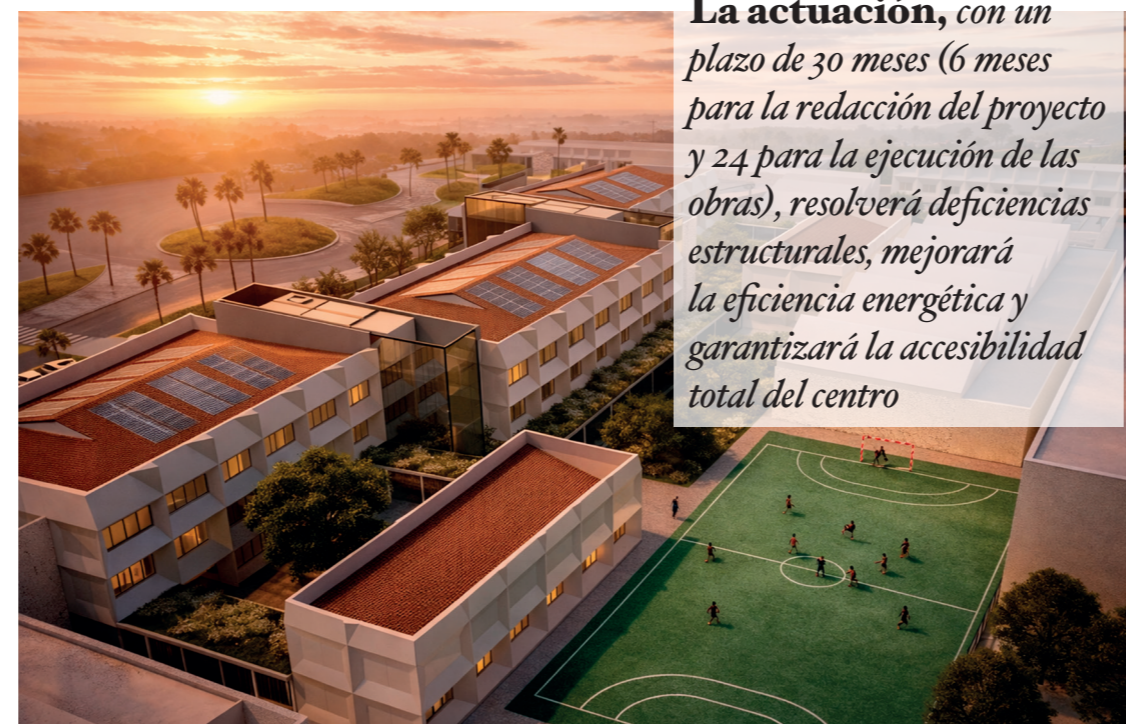 La actuación, con un
plazo de 30 meses (6 meses
para la redacción del proyecto
y 24 para la ejecución de las
obras), resolverá deficiencias
estructurales, mejorará
la eficiencia energética y
garantizará la accesibilidad
total del centro